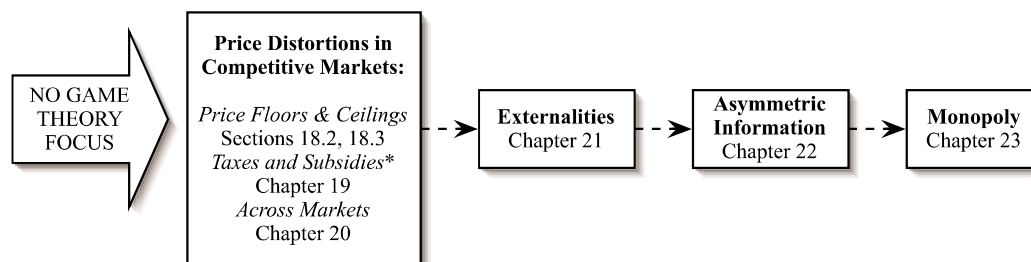 NO GAME
THEORY
FOCUS
Price Distortions in
Competitive Markets:
Price Floors & Ceilings
Sections 18.2, 18.3
Taxes and Subsidies*
Chapter 19
Across Markets
Chapter 20
Externalities
Chapter 21
Asymmetric
Information
Chapter 22
Monopoly
Chapter 23